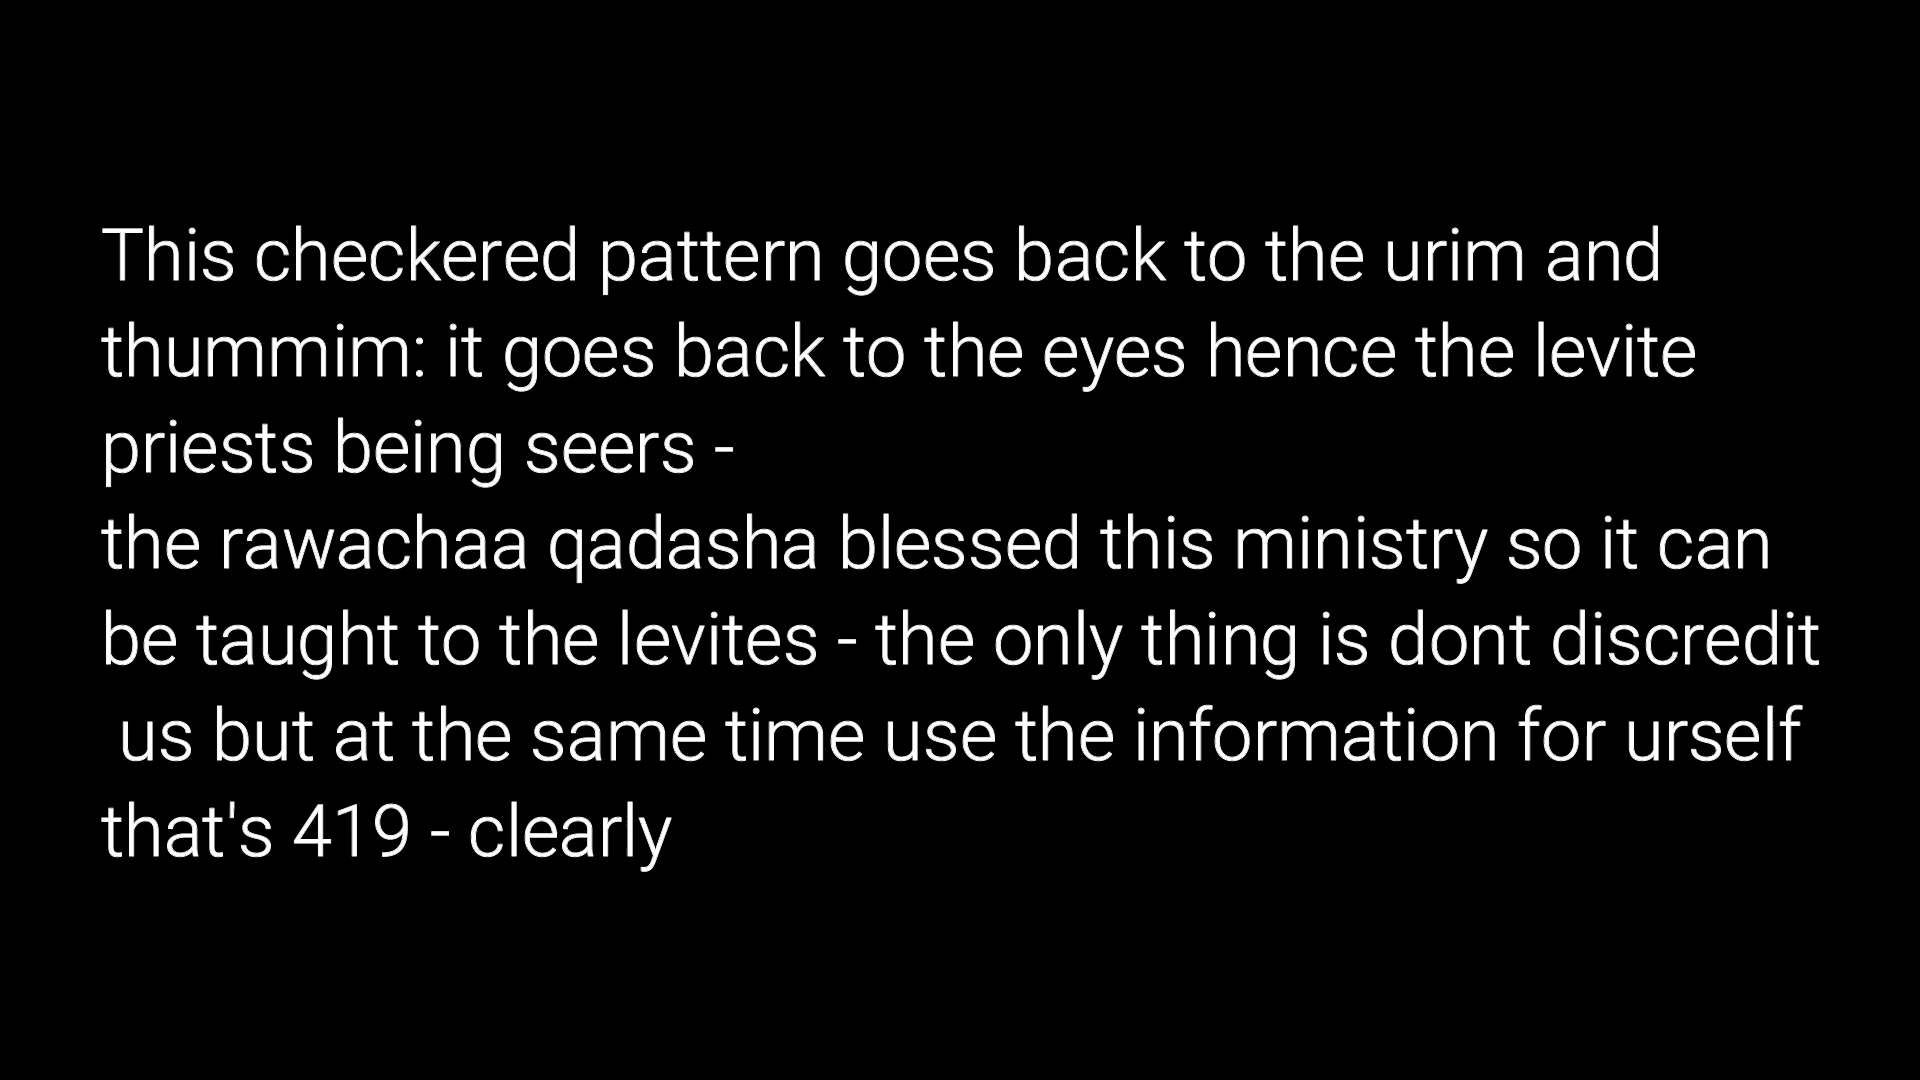 This checkered pattern goes back to the urim and
thummim: it goes back to the eyes hence the levite
priests being seers -
the rawachaa qadasha blessed this ministry so it can
be taught to the levites - the only thing is dont discredit
us but at the same time use the information for urself
that's 419 - clearly